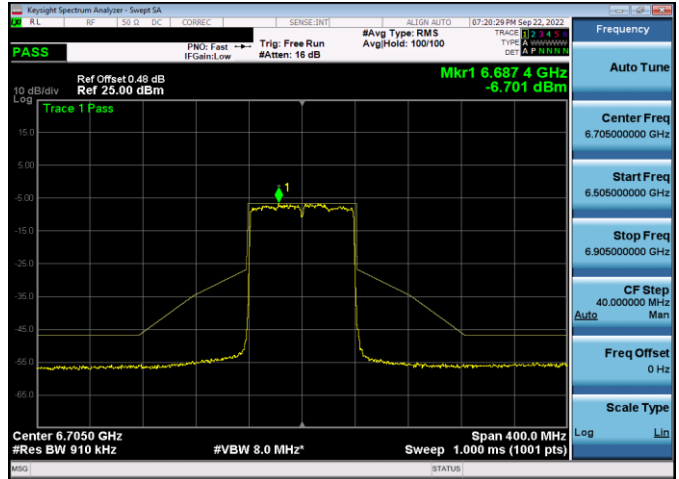 Keysight Spectrum Analyzer - Swept SA
RL RF 50 Ω DC CORREC SENSE:INT ALIGN AUTO 07:20:29 PM Sep 22, 2022
PASS
PNO: Fast
IFGain:Low
Trig: Free Run
#Atten: 16 dB
#Avg Type: RMS
Avg|Hold: 100/100
TRACE 1 2 3 4 5 6
TYPE A WWWWW
DET A P N N N N
Ref Offset 0.48 dB
10 dB/div Ref 25.00 dBm
Mkr1 6.687 4 GHz
-6.701 dBm
Log
Trace 1 Pass
1
15.0
5.00
-5.00
-15.0
-25.0
-35.0
-45.0
-55.0
-65.0
Center 6.7050 GHz Span 400.0 MHz
#Res BW 910 kHz #VBW 8.0 MHz* Sweep 1.000 ms (1001 pts)
MSG STATUS
Frequency
Auto Tune
Center Freq
6.705000000 GHz
Start Freq
6.505000000 GHz
Stop Freq
6.905000000 GHz
CF Step
40.000000 MHz
Auto Man
Freq Offset
0 Hz
Scale Type
Log Lin